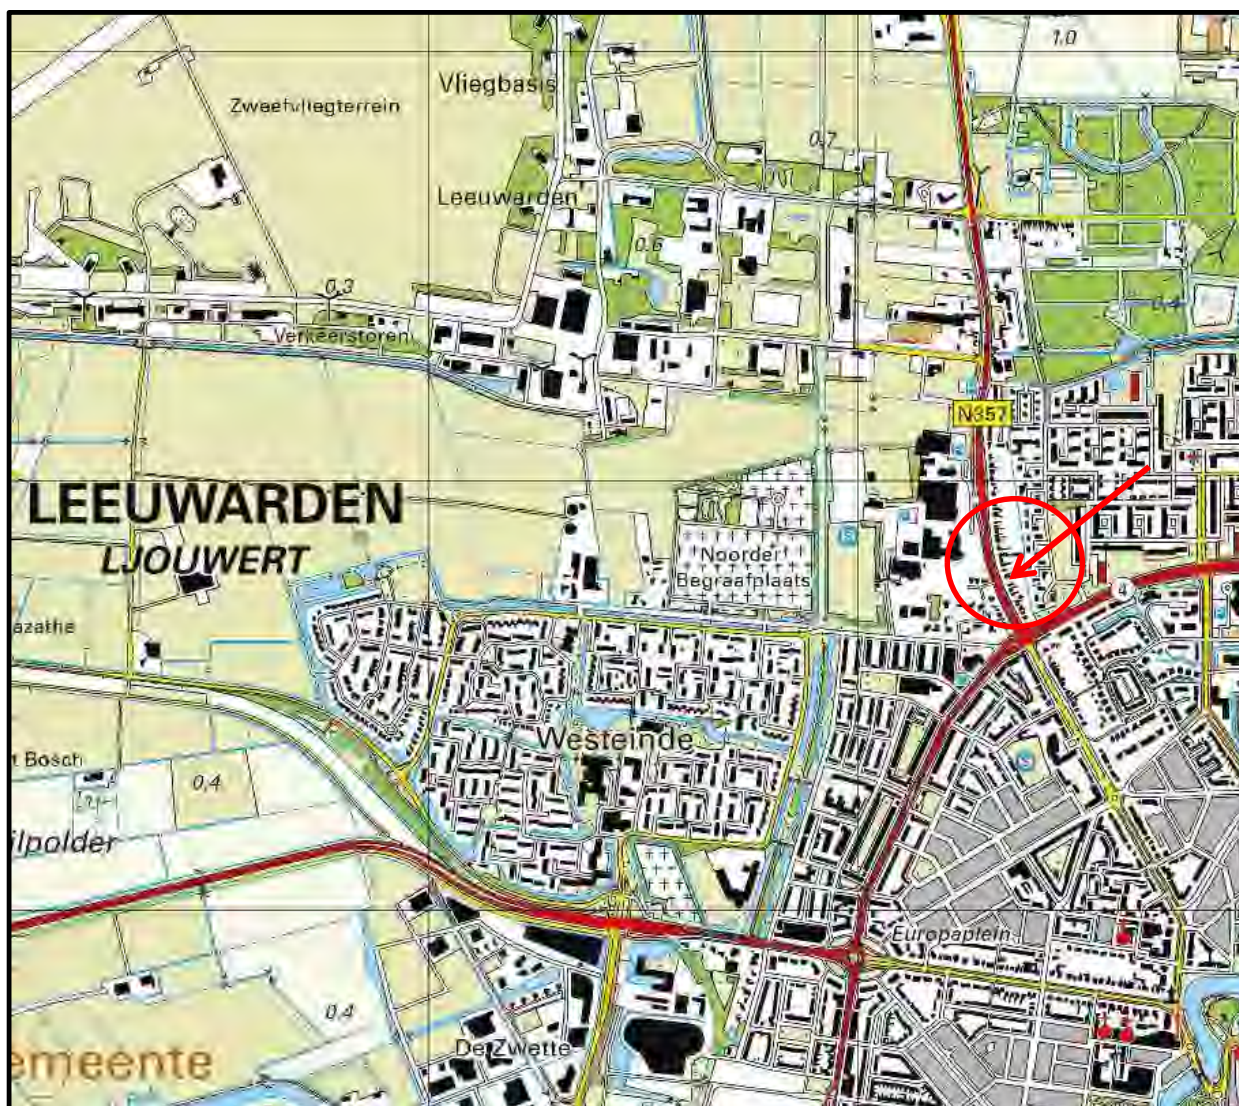 1.0
Vliegbasis
Zweefvliegterrein
0.7
Leeuwarden
0.6
0.3
Verkeerstoren
N357
LEEUWARDEN
LJOUWERT
Noorder
Begraafplaats
4
azathe
Westeinde
t Bosch
0.4
ilpolder
Europaplein
0.4
De Zwette
emeente